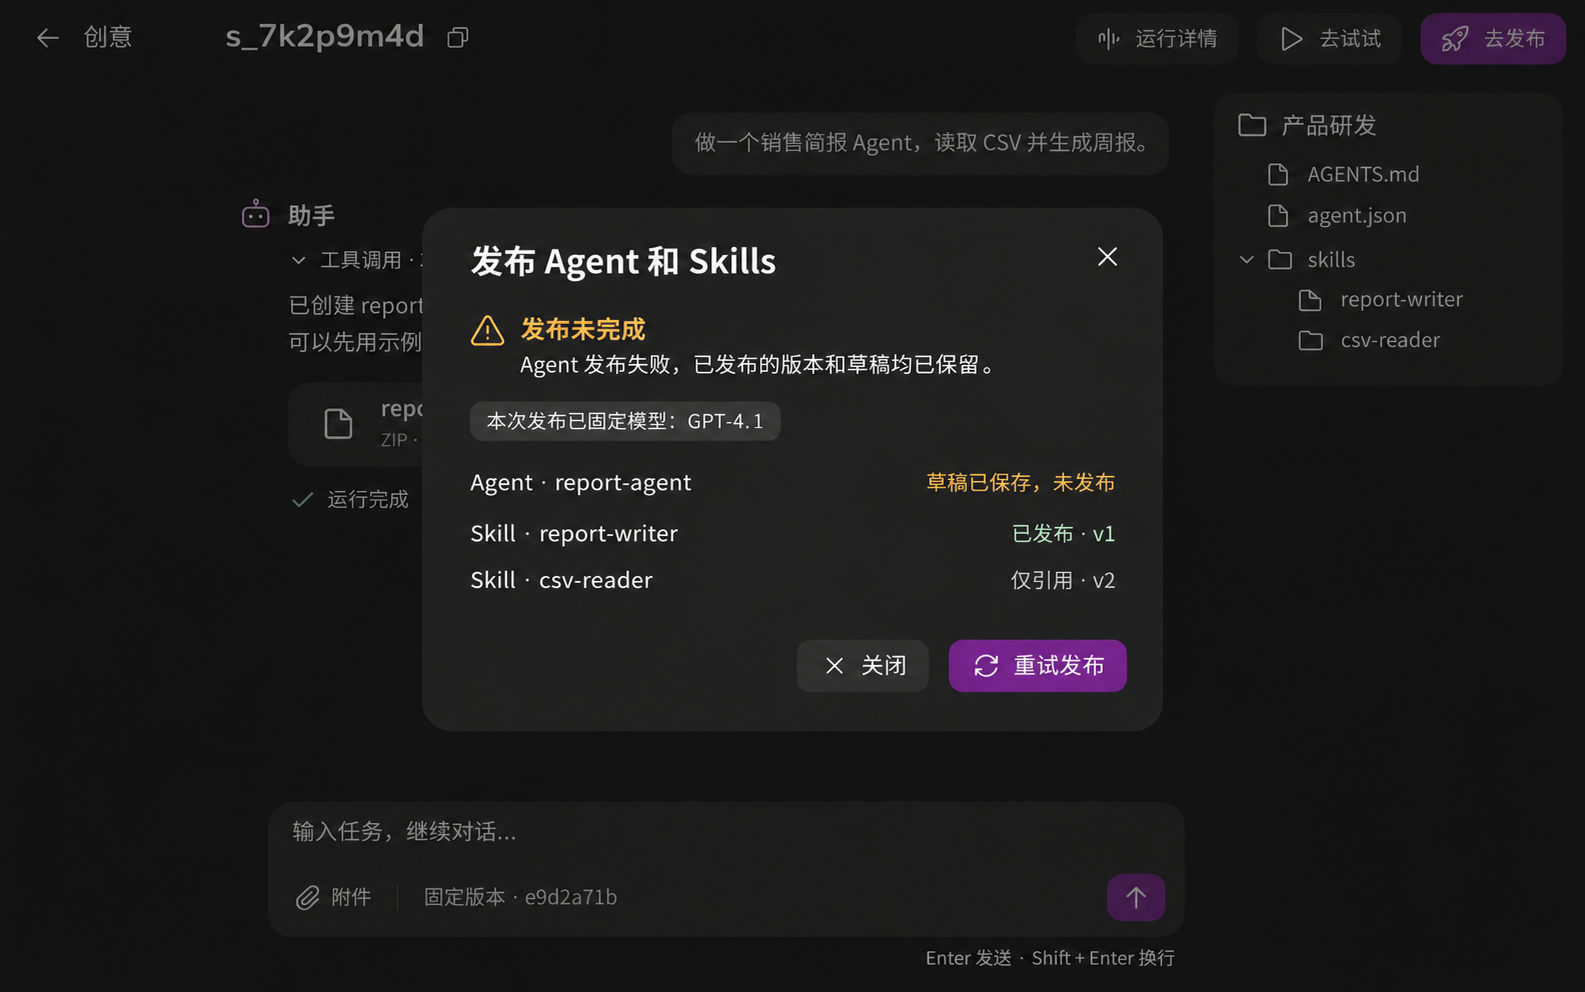 创意
s_7k2p9m4d
运行详情
去试试
去发布
做一个销售简报 Agent，读取 CSV 并生成周报。
产品研发
AGENTS.md
agent.json
skills
report-writer
csv-reader
助手
工具调用 ·
已创建 report
可以先用示例
repo
ZIP ·
运行完成
发布 Agent 和 Skills
发布未完成
Agent 发布失败，已发布的版本和草稿均已保留。
本次发布已固定模型：GPT-4.1
Agent · report-agent 草稿已保存，未发布
Skill · report-writer 已发布 · v1
Skill · csv-reader 仅引用 · v2
关闭
重试发布
输入任务，继续对话...
附件
固定版本 · e9d2a71b
Enter 发送 · Shift + Enter 换行